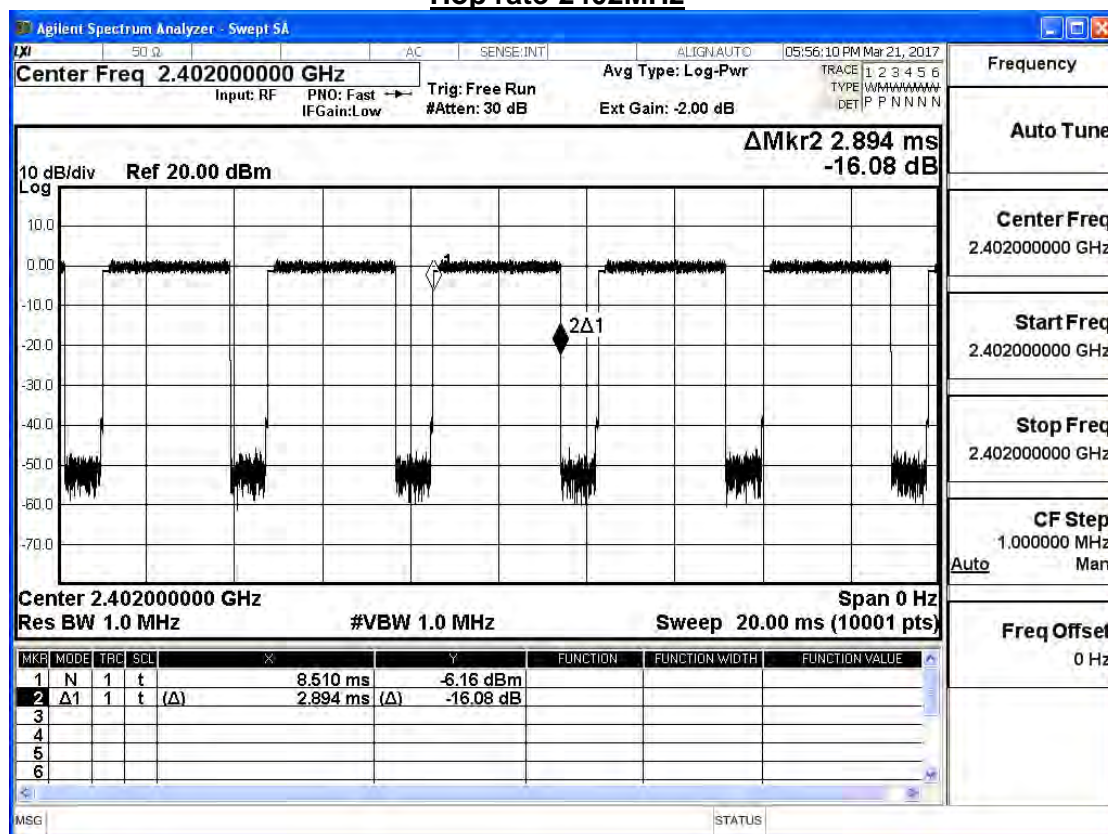 Hop rate-2402MHz
Agilent Spectrum Analyzer - Swept SA
LXI 50 Ω AC SENSE:INT ALIGNAUTO 05:56:10 PM Mar 21, 2017
Center Freq 2.402000000 GHz
Input: RF PNO: Fast IFGain:Low
Trig: Free Run
#Atten: 30 dB
Avg Type: Log-Pwr
Ext Gain: -2.00 dB
TRACE 1 2 3 4 5 6
TYPE
DET P P N N N N
ΔMkr2 2.894 ms
-16.08 dB
10 dB/div Ref 20.00 dBm
Log
10.0
0.00
-10.0
-20.0
-30.0
-40.0
-50.0
-60.0
-70.0
1
2Δ1
Center 2.402000000 GHz Span 0 Hz
Res BW 1.0 MHz #VBW 1.0 MHz Sweep 20.00 ms (10001 pts)
MKR MODE TRC SCL X Y FUNCTION FUNCTION WIDTH FUNCTION VALUE
1 N 1 t 8.510 ms -6.16 dBm
2 Δ1 1 t (Δ) 2.894 ms (Δ) -16.08 dB
3
4
5
6
MSG STATUS
Frequency
Auto Tune
Center Freq
2.402000000 GHz
Start Freq
2.402000000 GHz
Stop Freq
2.402000000 GHz
CF Step
1.000000 MHz
Auto Man
Freq Offset
0 Hz